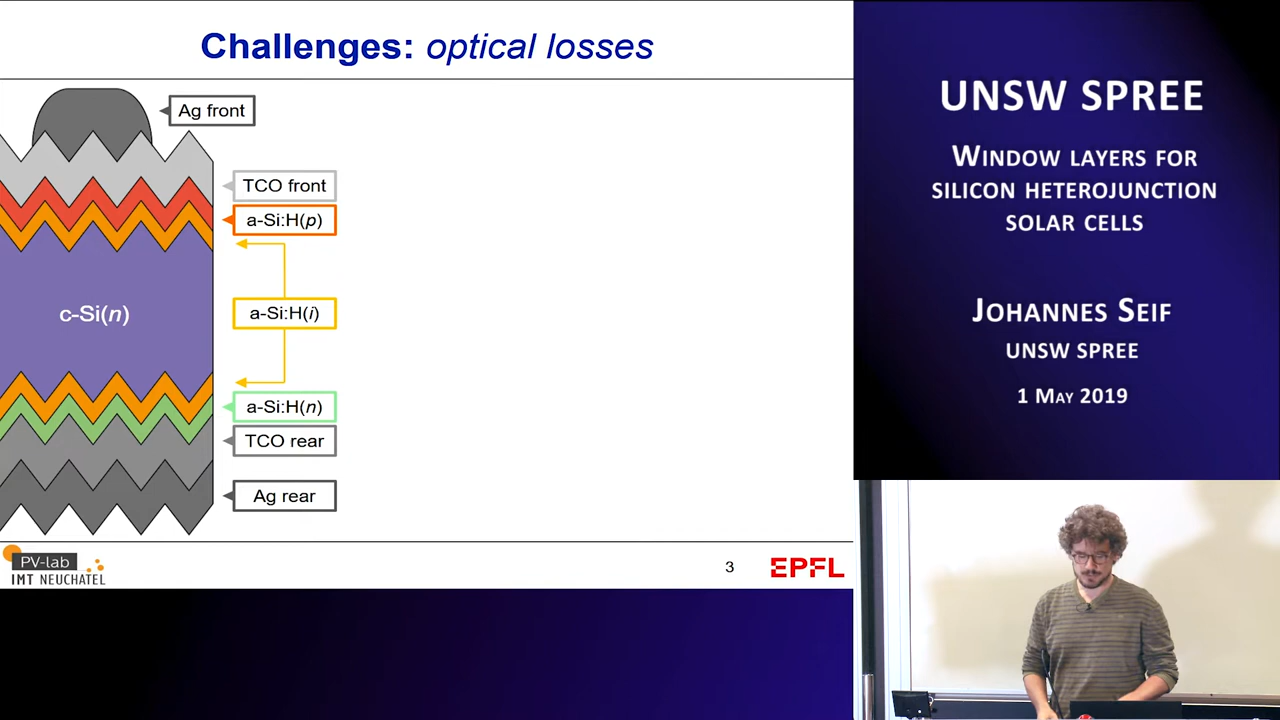 Challenges: optical losses
Ag front
TCO front
a-Si:H(p)
c-Si(n)
a-Si:H(i)
a-Si:H(n)
TCO rear
Ag rear
PV-lab
IMT NEUCHATEL
3
EPFL
UNSW SPREE
WINDOW LAYERS FOR
SILICON HETEROJUNCTION
SOLAR CELLS
JOHANNES SEIF
UNSW SPREE
1 MAY 2019